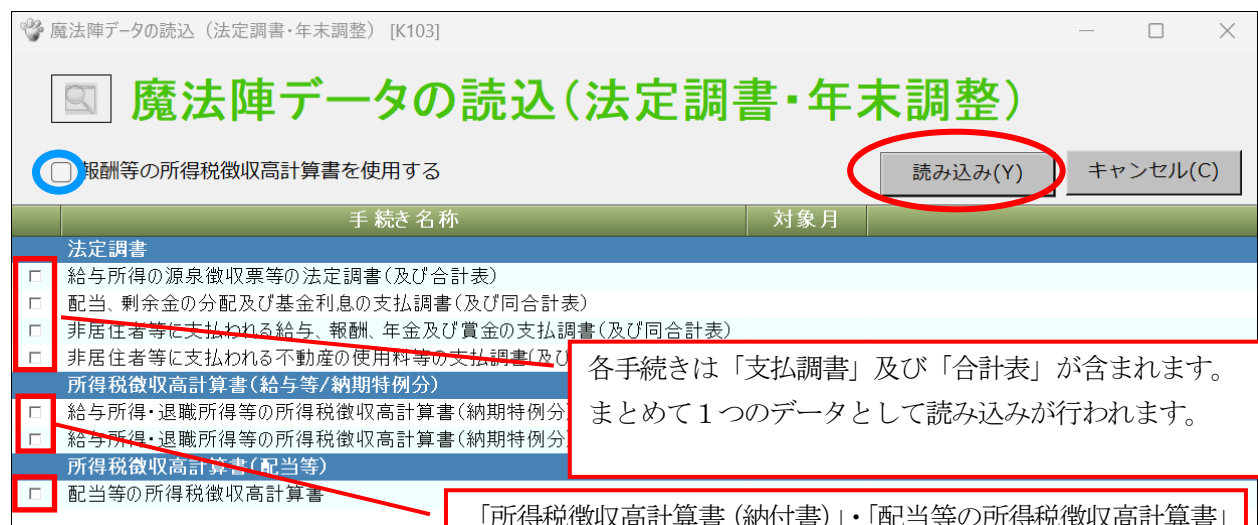 魔法陣データの読込（法定調書・年末調整） [K103]
魔法陣データの読込（法定調書・年末調整）
報酬等の所得税徴収高計算書を使用する
読み込み(Y)
キャンセル(C)
手続き名称 対象月
法定調書
給与所得の源泉徴収票等の法定調書(及び合計表)
配当、剰余金の分配及び基金利息の支払調書(及び同合計表)
非居住者等に支払われる給与、報酬、年金及び賞金の支払調書(及び同合計表)
非居住者等に支払われる不動産の使用料等の支払調書(及び
所得税徴収高計算書(給与等/納期特例分)
給与所得・退職所得等の所得税徴収高計算書(納期特例分
給与所得・退職所得等の所得税徴収高計算書(納期特例分
所得税徴収高計算書(配当等)
配当等の所得税徴収高計算書
各手続きは「支払調書」及び「合計表」が含まれます。
まとめて１つのデータとして読み込みが行われます。
「所得税徴収高計算書（納付書）」・「配当等の所得税徴収高計算書」